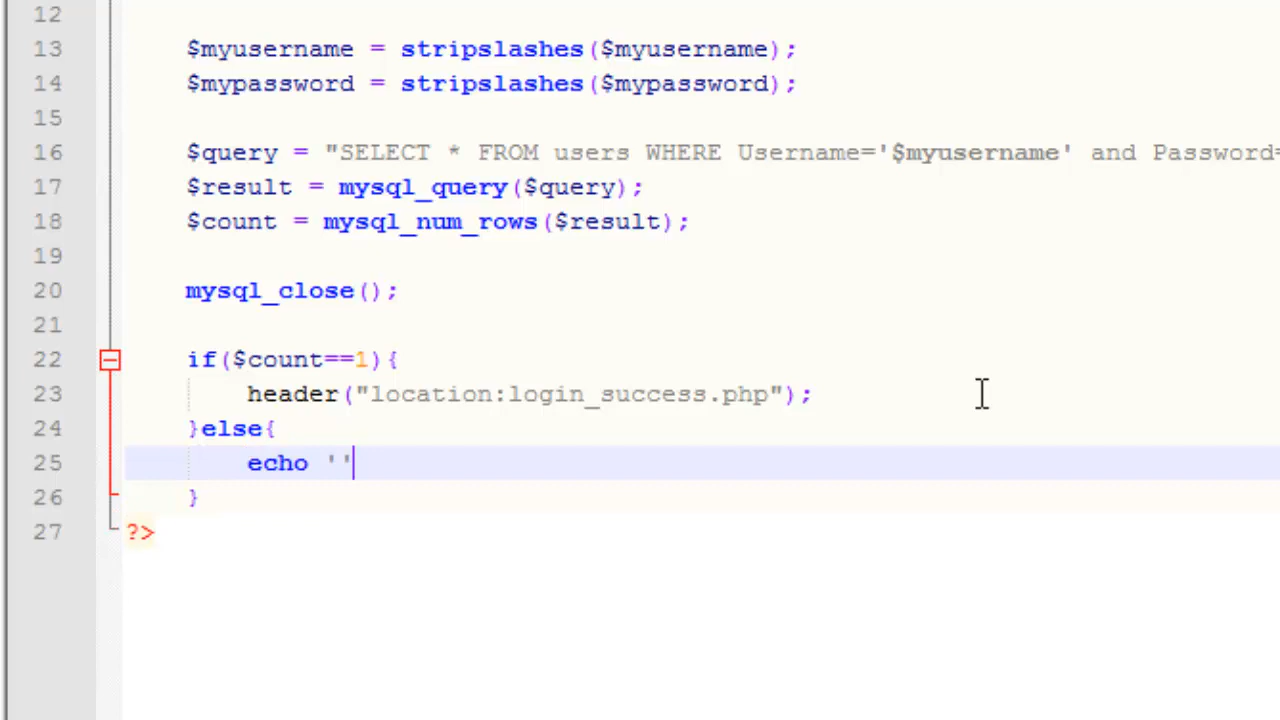 12
13 $myusername = stripslashes($myusername);
14 $mypassword = stripslashes($mypassword);
15
16 $query = "SELECT * FROM users WHERE Username='$myusername' and Password=
17 $result = mysql_query($query);
18 $count = mysql_num_rows($result);
19
20 mysql_close();
21
22 if($count==1){
23 header("location:login_success.php");
24 }else{
25 echo ''
26 }
27 ?>